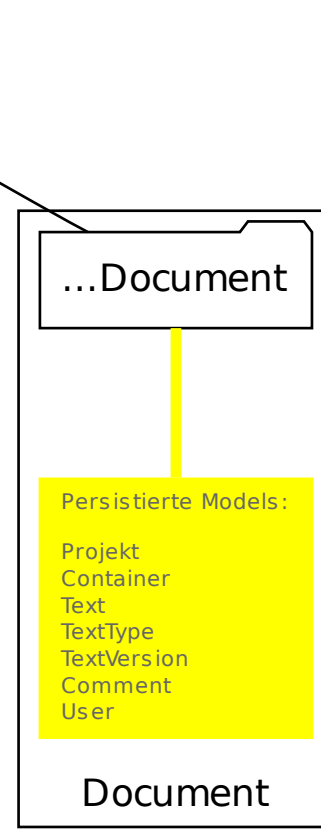 ...Document
Persistierte Models:
Projekt
Container
Text
TextType
TextVersion
Comment
User
Document